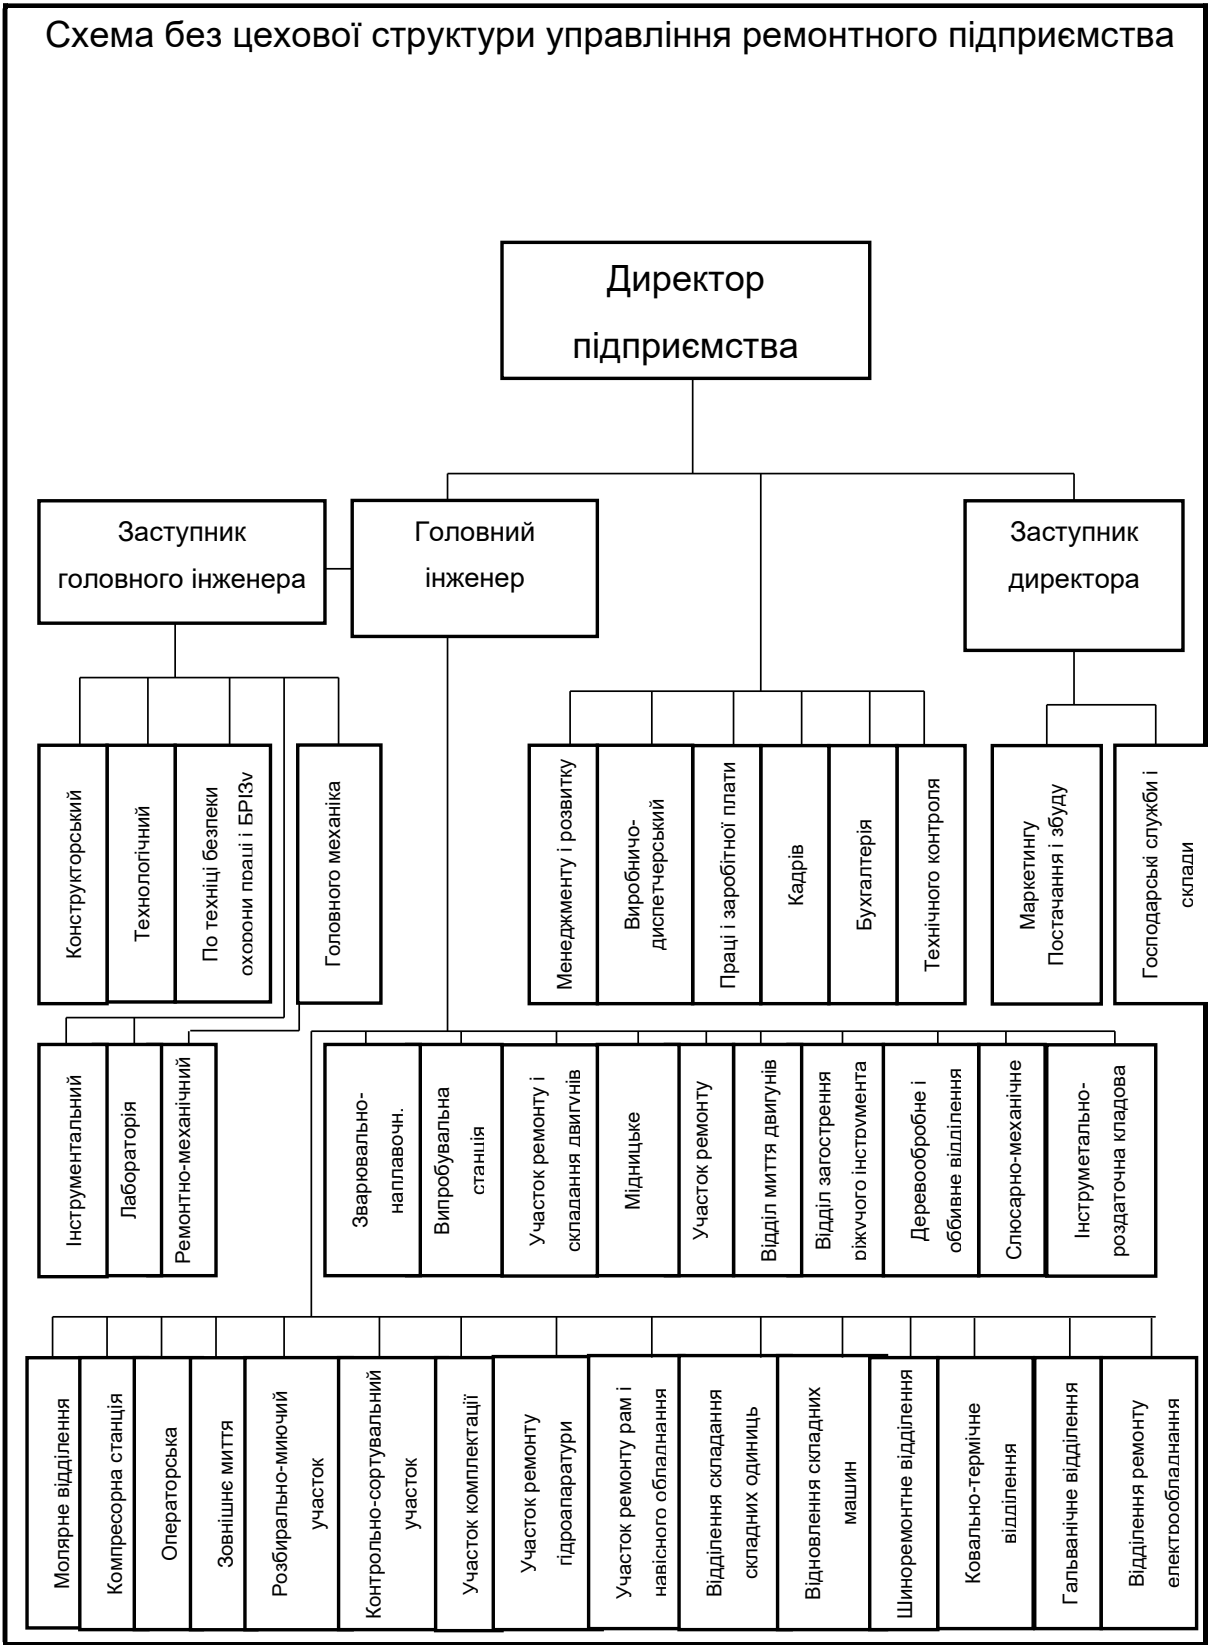 Схема без цехової структури управління ремонтного підприємства
Директор
підприємства
Заступник
головного інженера
Головний
інженер
Заступник
директора
Конструкторський
Технологічний
По техніці безпеки
охорони праці і БРІЗу
Головного механіка
Менеджменту і розвитку
Виробничо-
диспетчерський
Праці і заробітної плати
Кадрів
Бухгалтерія
Технічного контроля
Маркетингу
Постачання і збуду
Господарські служби і
склади
Інструментальний
Лабораторія
Ремонтно-механічний
Зварювально-
наплавочн.
Випробувальна
станція
Участок ремонту і
складання двигунів
Мідницьке
Участок ремонту
Відділ миття двигунів
Відділ загострення
ріжучого інструмента
Деревообробне і
оббивне відділення
Слюсарно-механічне
Інструметально-
роздаточна кладова
Молярне відділення
Компресорна станція
Операторська
Зовнішнє миття
Розбирально-миючий
участок
Контрольно-сортувальний
участок
Участок комплектації
Участок ремонту
гідроапаратури
Участок ремонту рам і
навісного обладнання
Відділення складання
складних одиниць
Відновлення складних
машин
Шиноремонтне відділення
Ковально-термічне
відділення
Гальванічне відділення
Відділення ремонту
електрообладнання